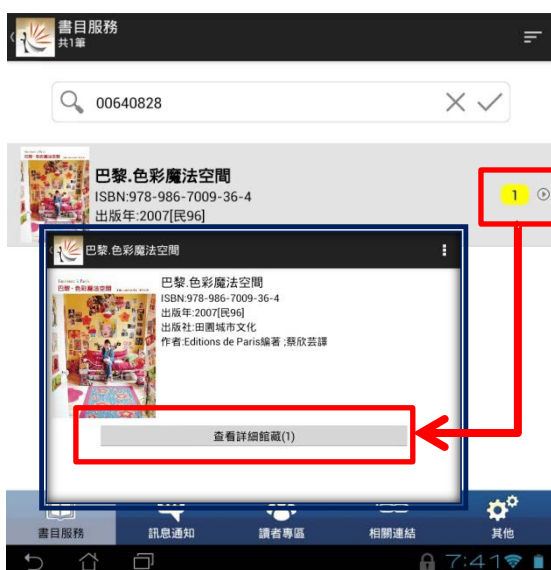 書目服務
共1筆
00640828
巴黎.色彩魔法空間
ISBN:978-986-7009-36-4
出版年:2007[民96]
1
巴黎.色彩魔法空間
巴黎.色彩魔法空間
ISBN:978-986-7009-36-4
出版年:2007[民96]
出版社:田園城市文化
作者:Editions de Paris編著 ;蔡欣芸譯
查看詳細館藏(1)
書目服務
訊息通知
讀者專區
相關連結
其他
7:41